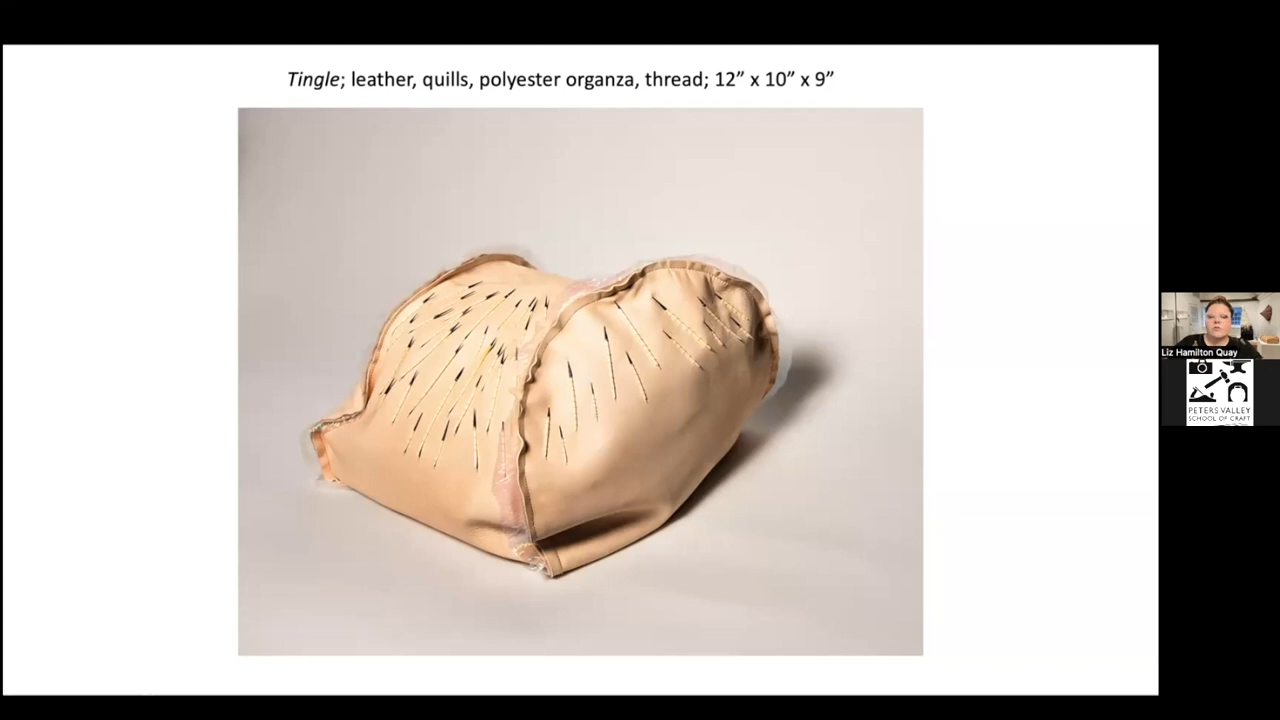 Tingle; leather, quills, polyester organza, thread; 12” x 10” x 9”
Liz Hamilton Quay
PETERS VALLEY
SCHOOL OF CRAFT